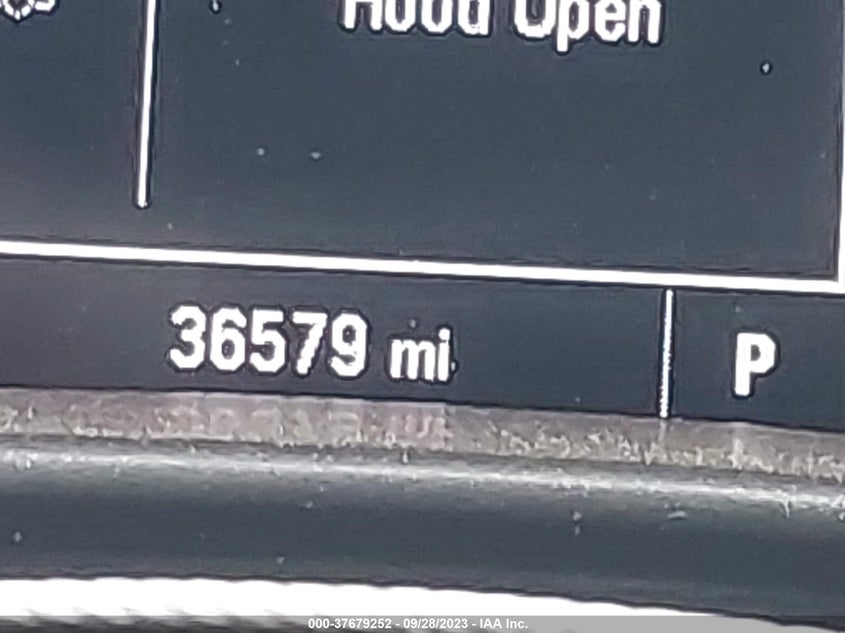 Hood Open
36579 mi
P
000-37679252 - 09/28/2023 - IAA Inc.